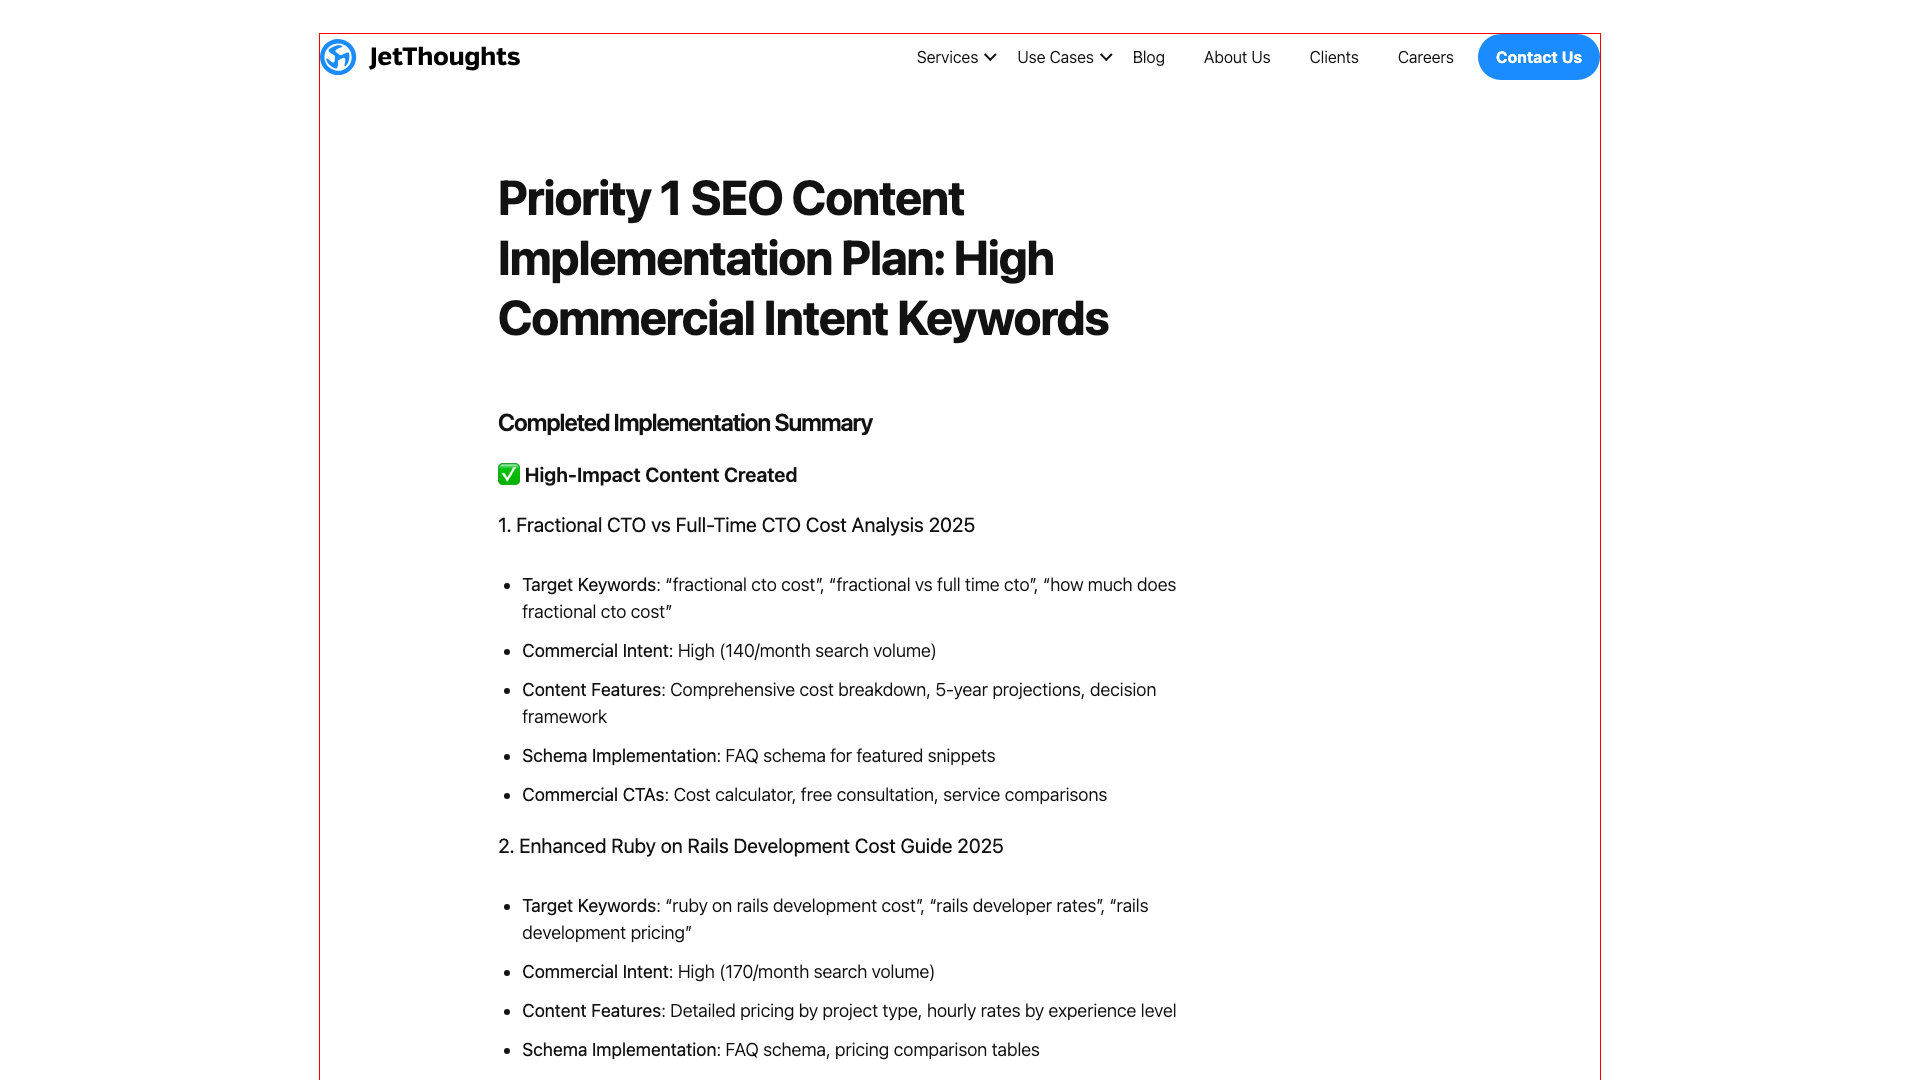 JetThoughts
Services Use Cases Blog About Us Clients Careers Contact Us
Priority 1 SEO Content
Implementation Plan: High
Commercial Intent Keywords
Completed Implementation Summary
✅ High-Impact Content Created
1. Fractional CTO vs Full-Time CTO Cost Analysis 2025
• Target Keywords: “fractional cto cost”, “fractional vs full time cto”, “how much does
fractional cto cost”
• Commercial Intent: High (140/month search volume)
• Content Features: Comprehensive cost breakdown, 5-year projections, decision
framework
• Schema Implementation: FAQ schema for featured snippets
• Commercial CTAs: Cost calculator, free consultation, service comparisons
2. Enhanced Ruby on Rails Development Cost Guide 2025
• Target Keywords: “ruby on rails development cost”, “rails developer rates”, “rails
development pricing”
• Commercial Intent: High (170/month search volume)
• Content Features: Detailed pricing by project type, hourly rates by experience level
• Schema Implementation: FAQ schema, pricing comparison tables